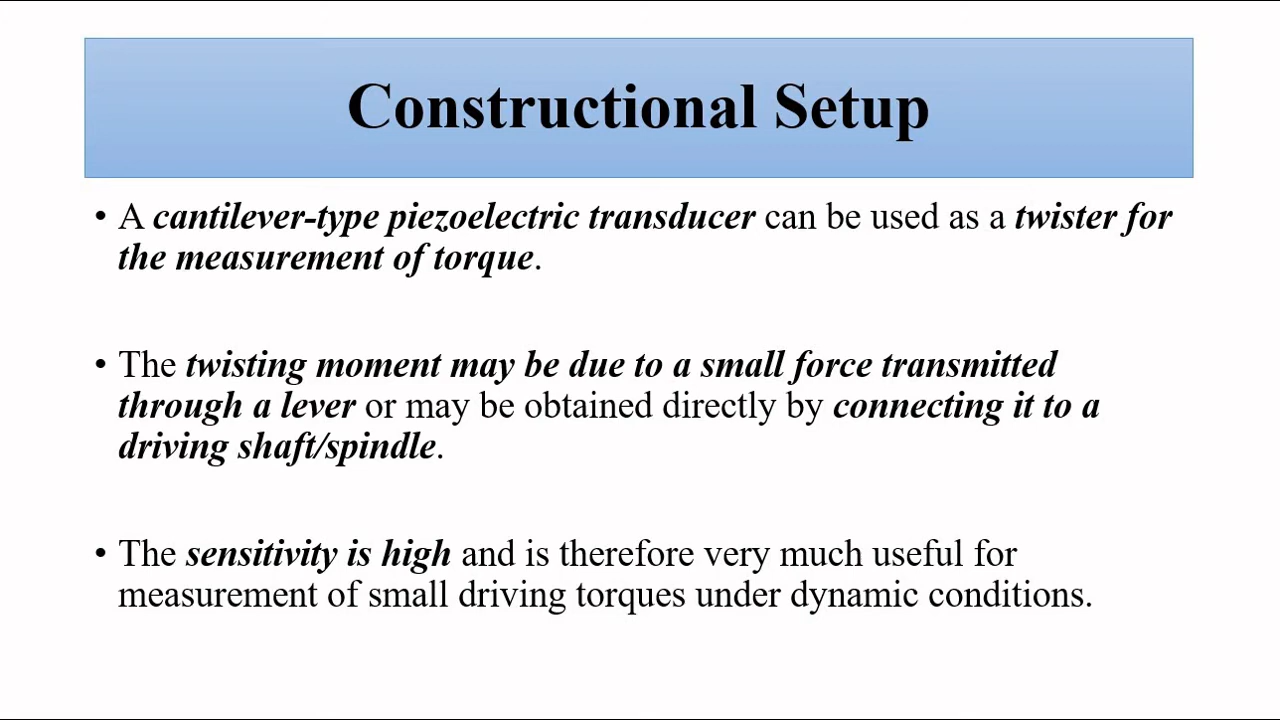 Constructional Setup
• A cantilever-type piezoelectric transducer can be used as a twister for
the measurement of torque.
• The twisting moment may be due to a small force transmitted
through a lever or may be obtained directly by connecting it to a
driving shaft/spindle.
• The sensitivity is high and is therefore very much useful for
measurement of small driving torques under dynamic conditions.